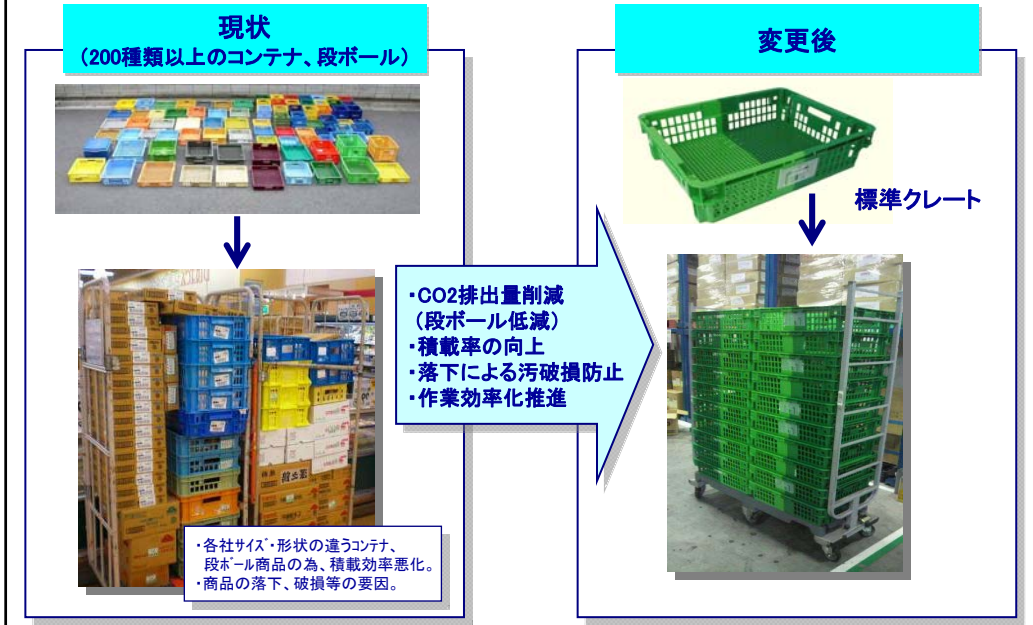 現状
（200種類以上のコンテナ、段ボール）
・各社サイズ・形状の違うコンテナ、
段ボール商品の為、積載効率悪化。
・商品の落下、破損等の要因。
・CO2排出量削減
（段ボール低減）
・積載率の向上
・落下による汚破損防止
・作業効率化推進
変更後
標準クレート